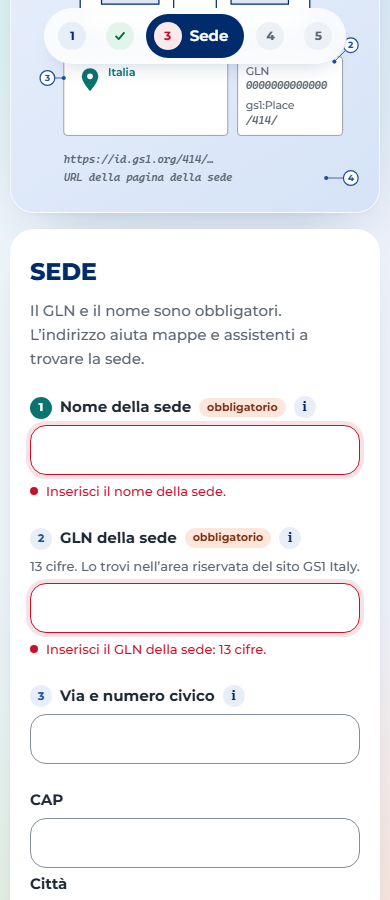 1
3 Sede
4
5
2
3
Italia
GLN
0000000000000
gs1:Place
/414/
https://id.gs1.org/414/…
URL della pagina della sede
4
SEDE
Il GLN e il nome sono obbligatori.
L’indirizzo aiuta mappe e assistenti a
trovare la sede.
1 Nome della sede obbligatorio i
Inserisci il nome della sede.
2 GLN della sede obbligatorio i
13 cifre. Lo trovi nell’area riservata del sito GS1 Italy.
Inserisci il GLN della sede: 13 cifre.
3 Via e numero civico i
CAP
Città